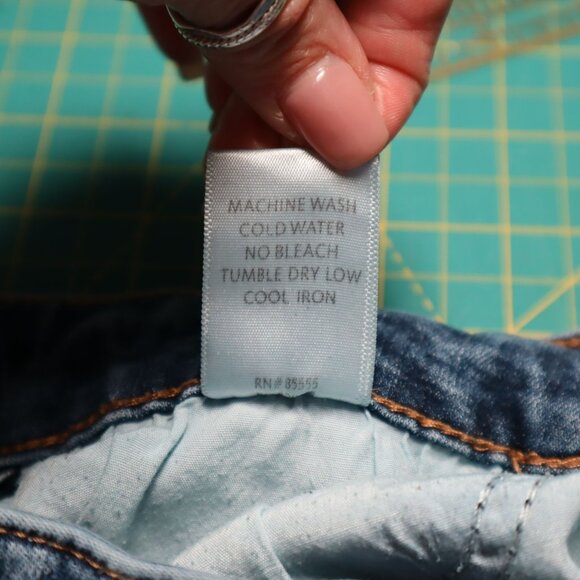 MACHINE WASH
COLD WATER
NO BLEACH
TUMBLE DRY LOW
COOL IRON
RN# 85555